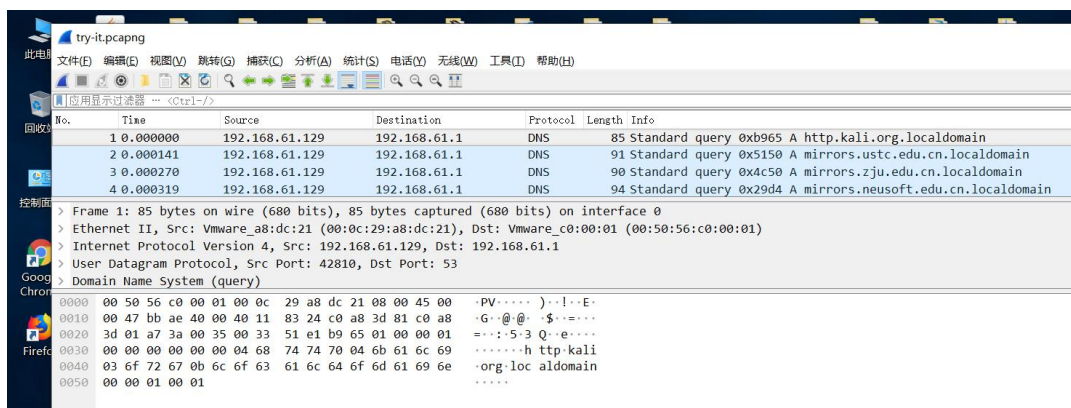 try-it.pcapng
此电脑
文件(F) 编辑(E) 视图(V) 跳转(G) 捕获(C) 分析(A) 统计(S) 电话(Y) 无线(W) 工具(T) 帮助(H)
应用显示过滤器 … <Ctrl-/>
回收站
No. Time Source Destination Protocol Length Info
1 0.000000 192.168.61.129 192.168.61.1 DNS 85 Standard query 0xb965 A http.kali.org.localdomain
2 0.000141 192.168.61.129 192.168.61.1 DNS 91 Standard query 0x5150 A mirrors.ustc.edu.cn.localdomain
3 0.000270 192.168.61.129 192.168.61.1 DNS 90 Standard query 0x4c50 A mirrors.zju.edu.cn.localdomain
4 0.000319 192.168.61.129 192.168.61.1 DNS 94 Standard query 0x29d4 A mirrors.neusoft.edu.cn.localdomain
控制面
> Frame 1: 85 bytes on wire (680 bits), 85 bytes captured (680 bits) on interface 0
> Ethernet II, Src: Vmware_a8:dc:21 (00:0c:29:a8:dc:21), Dst: Vmware_c0:00:01 (00:50:56:c0:00:01)
> Internet Protocol Version 4, Src: 192.168.61.129, Dst: 192.168.61.1
> User Datagram Protocol, Src Port: 42810, Dst Port: 53
> Domain Name System (query)
Goog
Chron
0000 00 50 56 c0 00 01 00 0c 29 a8 dc 21 08 00 45 00 ·PV····· )··!··E·
0010 00 47 bb ae 40 00 40 11 83 24 c0 a8 3d 81 c0 a8 ·G··@·@· ·$··=···
0020 3d 01 a7 3a 00 35 00 33 51 e1 b9 65 01 00 00 01 =··:·5·3 Q··e····
0030 00 00 00 00 00 00 04 68 74 74 70 04 6b 61 6c 69 ·······h ttp·kali
0040 03 6f 72 67 0b 6c 6f 63 61 6c 64 6f 6d 61 69 6e ·org·loc aldomain
0050 00 00 01 00 01 ·····
Firefo